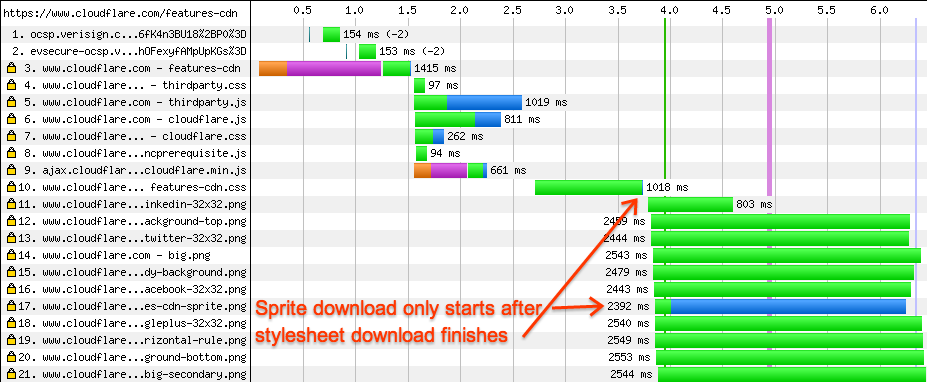 https://www.cloudflare.com/features-cdn 0.5 1.0 1.5 2.0 2.5 3.0 3.5 4.0 4.5 5.0 5.5 6.0
1. ocsp.verisign.c...6fK4n3BU18%2BP0%3D 154 ms (-2)
2. evsecure-ocsp.v...hOFexyfAMpUpKGs%3D 153 ms (-2)
3. www.cloudflare.com - features-cdn 1415 ms
4. www.cloudflare... - thirdparty.css 97 ms
5. www.cloudflare.com - thirdparty.js 1019 ms
6. www.cloudflare.com - cloudflare.js 811 ms
7. www.cloudflare... - cloudflare.css 262 ms
8. www.cloudflare...ncprerequisite.js 94 ms
9. ajax.cloudflar...cloudflare.min.js 661 ms
10. www.cloudflare... features-cdn.css 1018 ms
11. www.cloudflare...inkedin-32x32.png 803 ms
12. www.cloudflare...ackground-top.png 2459 ms
13. www.cloudflare...twitter-32x32.png 2444 ms
14. www.cloudflare.com - big.png 2543 ms
15. www.cloudflare...dy-background.png 2479 ms
16. www.cloudflare...acebook-32x32.png 2443 ms
17. www.cloudflare...es-cdn-sprite.png 2392 ms
Sprite download only starts after
18. www.cloudflare...gleplus-32x32.png 2540 ms
stylesheet download finishes
19. www.cloudflare...rizontal-rule.png 2549 ms
20. www.cloudflare...ground-bottom.png 2553 ms
21. www.cloudflare...big-secondary.png 2544 ms